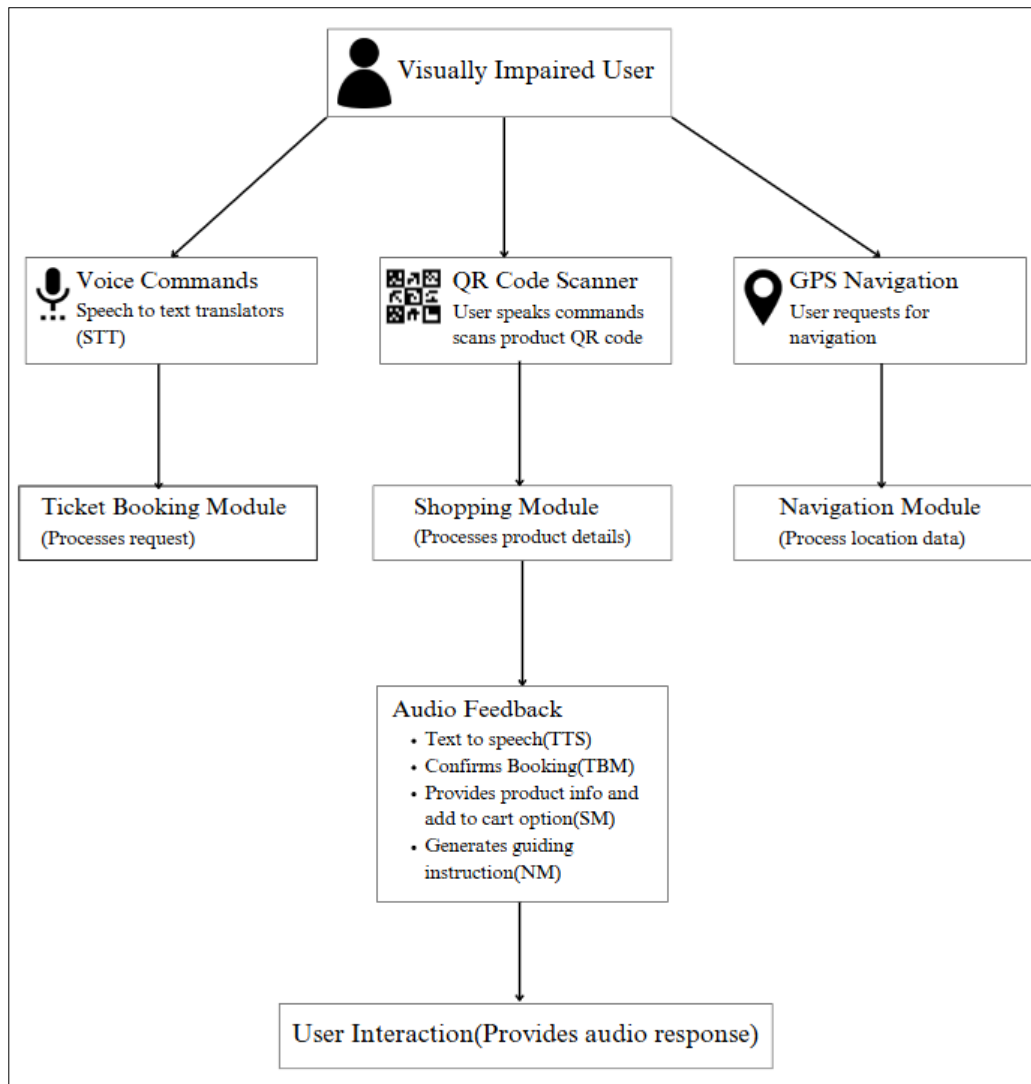 Visually Impaired User
Voice Commands
Speech to text translators
(STT)
QR Code Scanner
User speaks commands
scans product QR code
GPS Navigation
User requests for
navigation
Ticket Booking Module
(Processes request)
Shopping Module
(Processes product details)
Navigation Module
(Process location data)
Audio Feedback
• Text to speech(TTS)
• Confirms Booking(TBM)
• Provides product info and
add to cart option(SM)
• Generates guiding
instruction(NM)
User Interaction(Provides audio response)